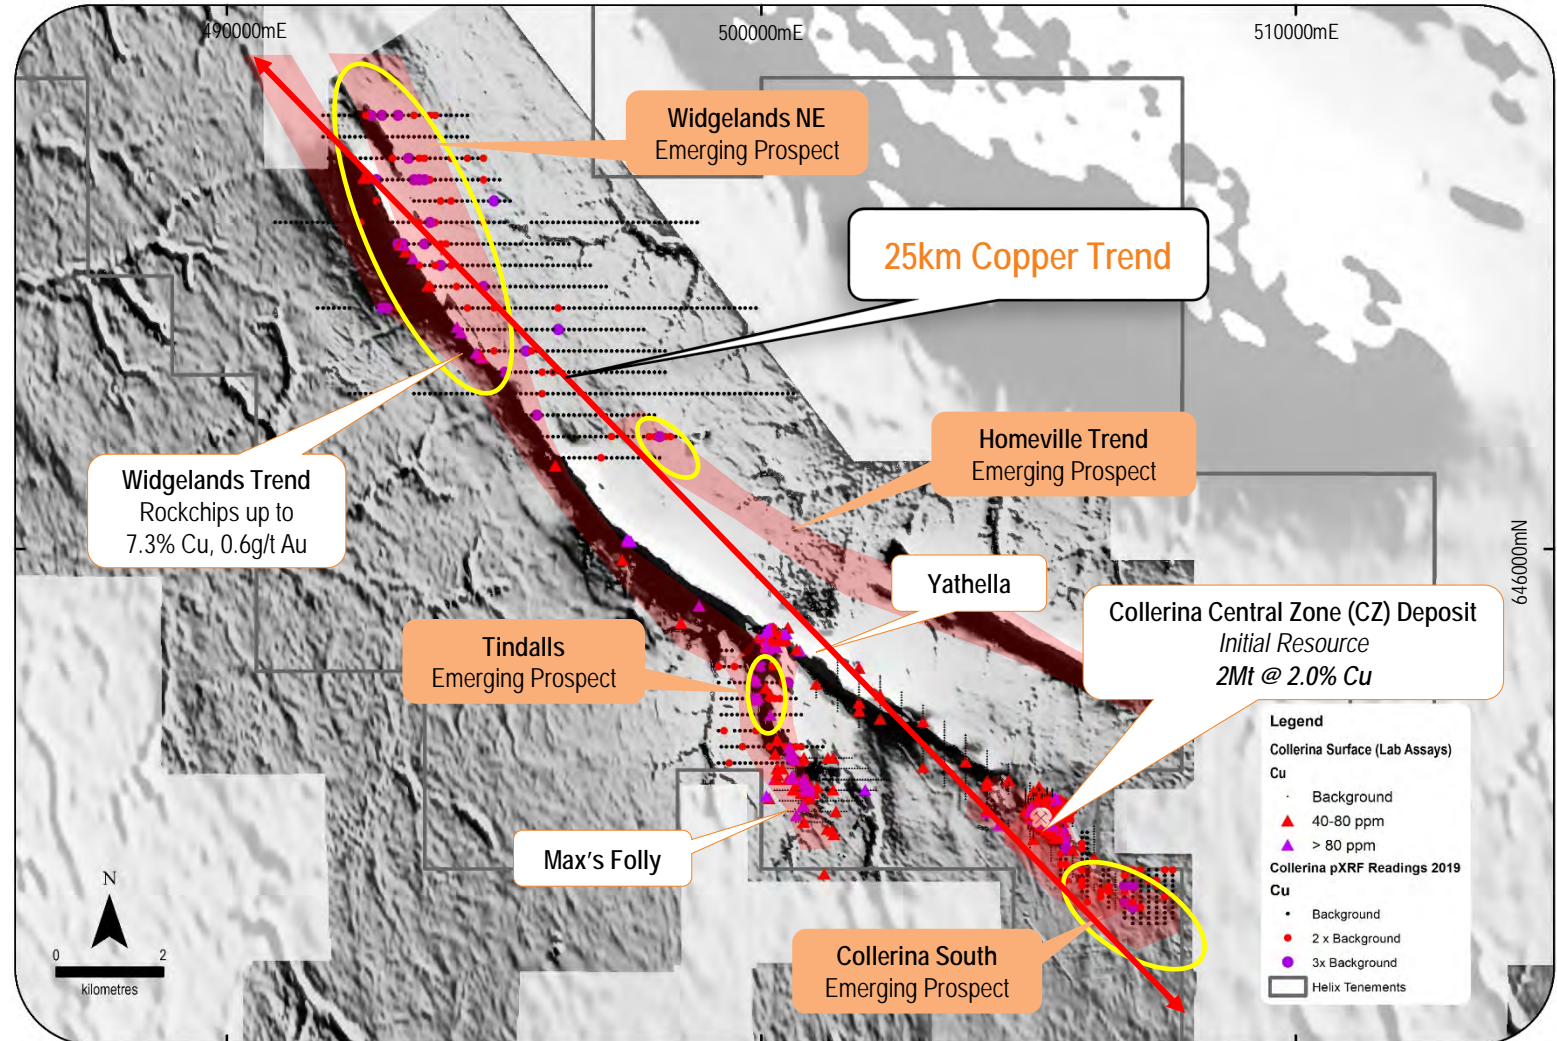 490000mE
500000mE
510000mE
Widgelands NE
Emerging Prospect
25km Copper Trend
Homeville Trend
Emerging Prospect
Widgelands Trend
Rockchips up to
7.3% Cu, 0.6g/t Au
6460000mN
Yathella
Collerina Central Zone (CZ) Deposit
Initial Resource
2Mt @ 2.0% Cu
Tindalls
Emerging Prospect
Max's Folly
Collerina South
Emerging Prospect
N
0 2
kilometres
Legend
Collerina Surface (Lab Assays)
Cu
Background
40-80 ppm
> 80 ppm
Collerina pXRF Readings 2019
Cu
Background
2 x Background
3x Background
Helix Tenements